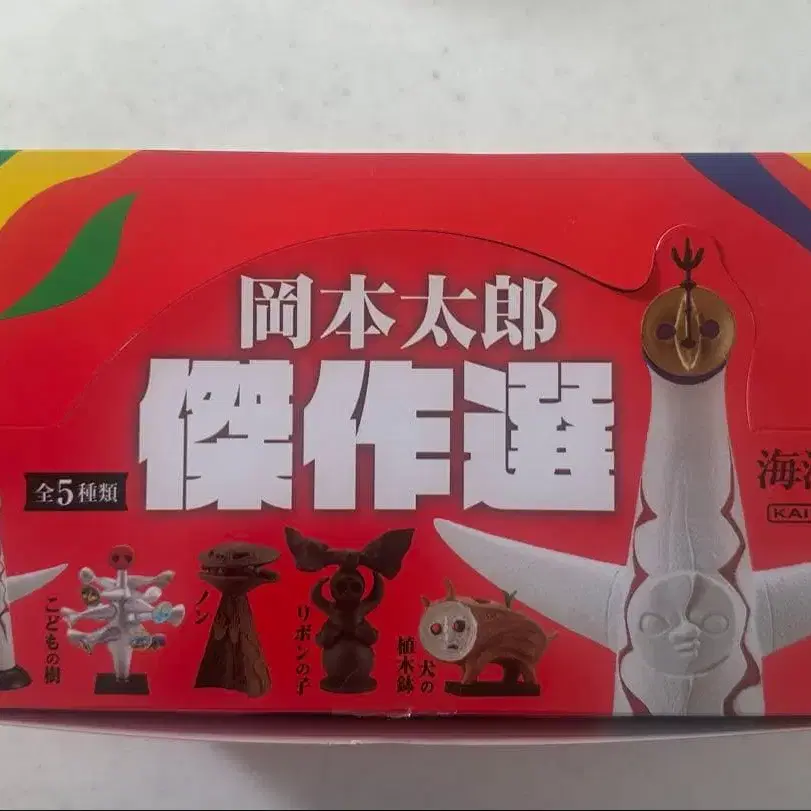 岡本太郎
傑作選
全5種類
海
KAI
こどもの樹
ノン
リボンの子
犬の
植木鉢